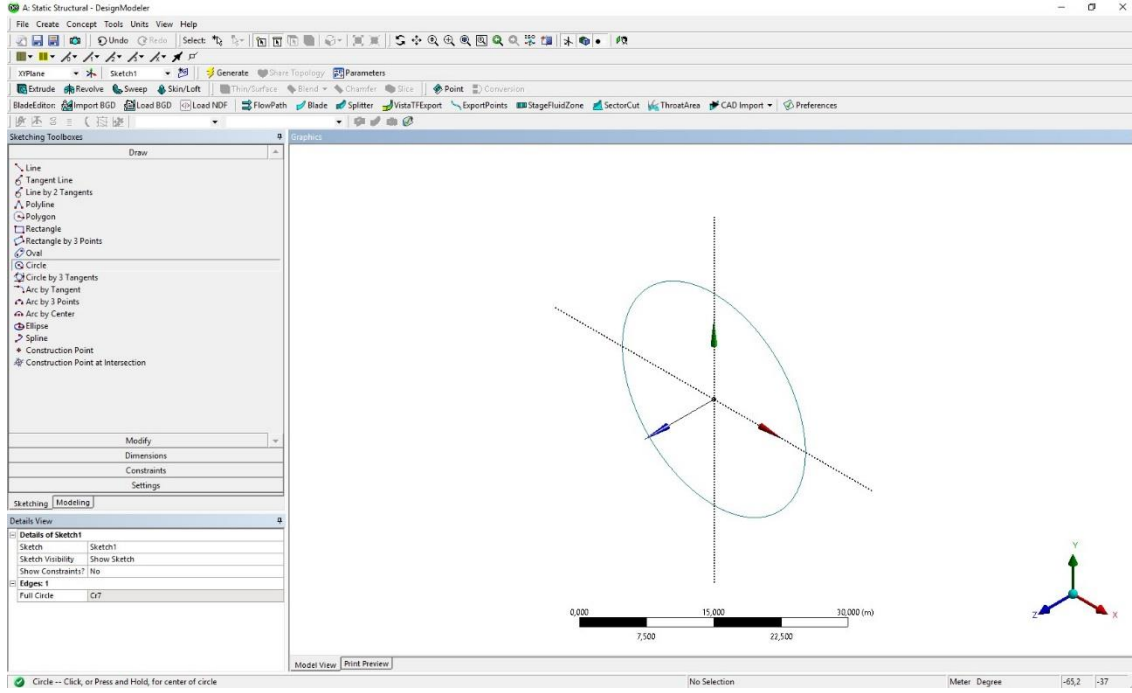 A: Static Structural - DesignModeler
File Create Concept Tools Units View Help
Undo Redo Select:
XYPlane Sketch1 Generate Share Topology Parameters
Extrude Revolve Sweep Skin/Loft Thin/Surface Blend Chamfer Slice Point Conversion
BladeEditor: Import BGD Load BGD Load NDF FlowPath Blade Splitter VistaTFExport ExportPoints StageFluidZone SectorCut ThroatArea CAD Import Preferences
Sketching Toolboxes
Graphics
Draw
Line
Tangent Line
Line by 2 Tangents
Polyline
Polygon
Rectangle
Rectangle by 3 Points
Oval
Circle
Circle by 3 Tangents
Arc by Tangent
Arc by 3 Points
Arc by Center
Ellipse
Spline
Construction Point
Construction Point at Intersection
Modify
Dimensions
Constraints
Settings
Sketching Modeling
Details View
Details of Sketch1
Sketch Sketch1
Sketch Visibility Show Sketch
Show Constraints? No
Edges: 1
Full Circle Cr7
Y
Z X
0,000 15,000 30,000 (m)
7,500 22,500
Model View Print Preview
Circle -- Click, or Press and Hold, for center of circle No Selection Meter Degree -65,2 -37